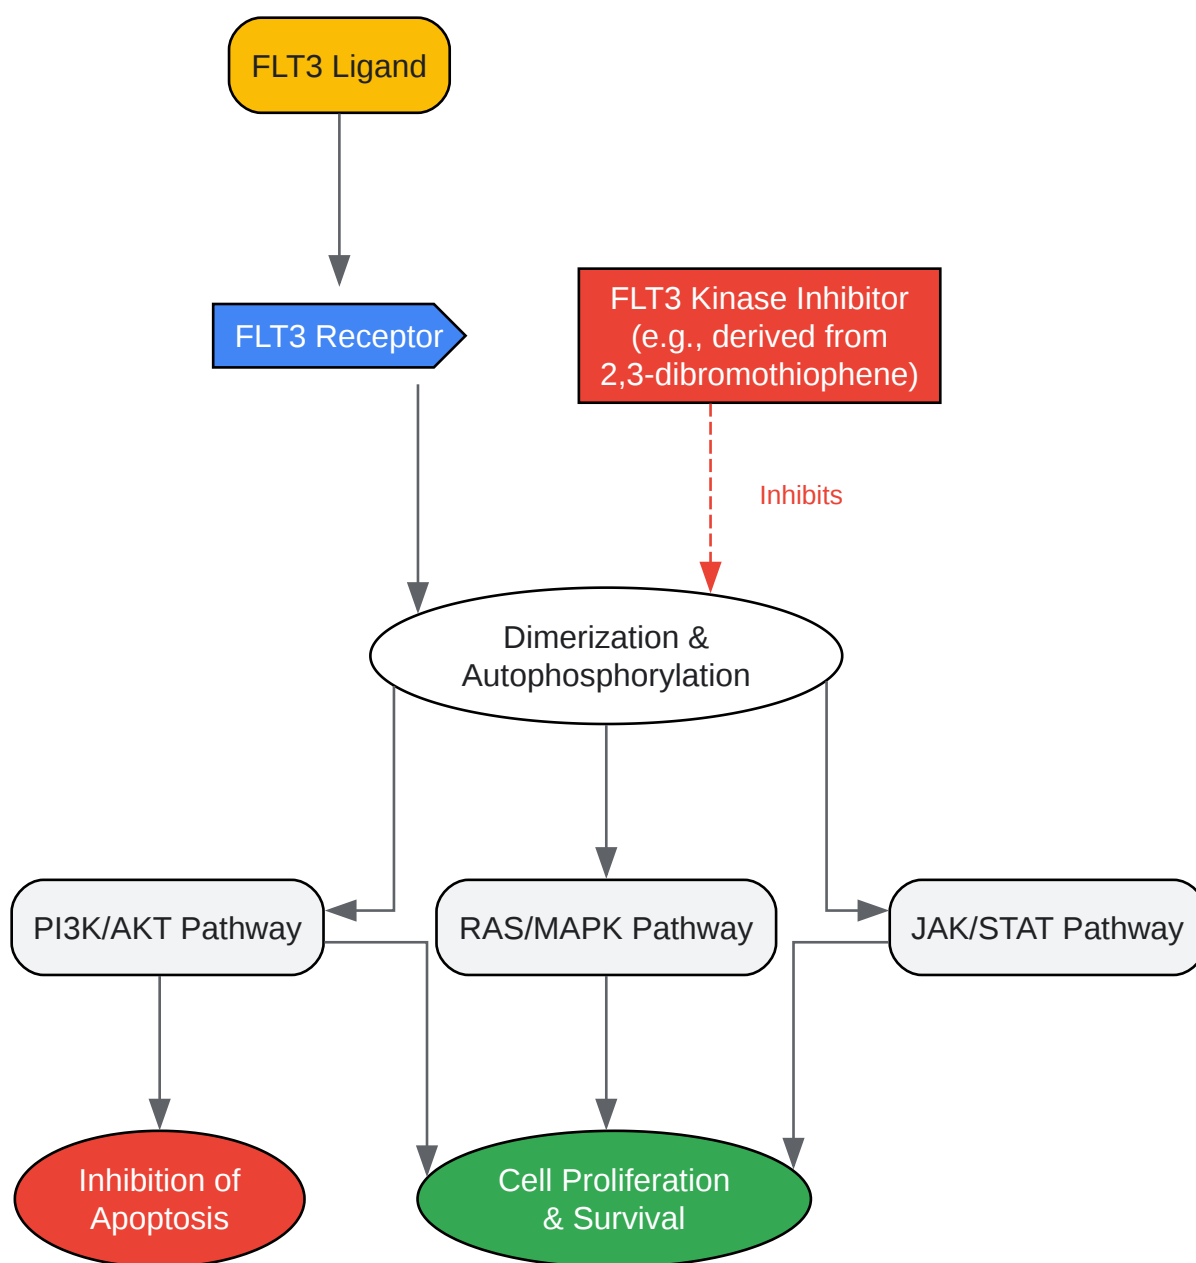 FLT3 Ligand
FLT3 Receptor
FLT3 Kinase Inhibitor
(e.g., derived from
2,3-dibromothiophene)
Inhibits
Dimerization &
Autophosphorylation
PI3K/AKT Pathway
RAS/MAPK Pathway
JAK/STAT Pathway
Inhibition of
Apoptosis
Cell Proliferation
& Survival